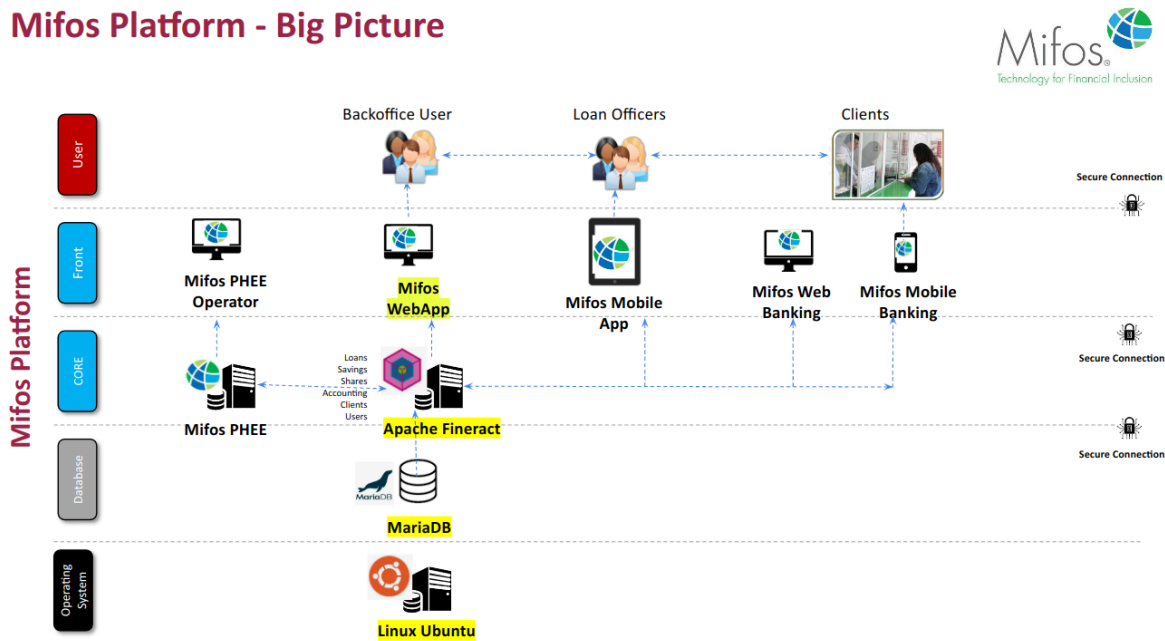 Mifos Platform - Big Picture
Mifos®
Technology for Financial Inclusion
Backoffice User
Loan Officers
Clients
User
Secure Connection
Front
Mifos PHEE
Operator
Mifos
WebApp
Mifos Mobile
App
Mifos Web
Banking
Mifos Mobile
Banking
Mifos Platform
Secure Connection
CORE
Loans
Savings
Shares
Accounting
Clients
Users
Mifos PHEE
Apache Fineract
Secure Connection
Database
MariaDB
MariaDB
Operating
System
Linux Ubuntu